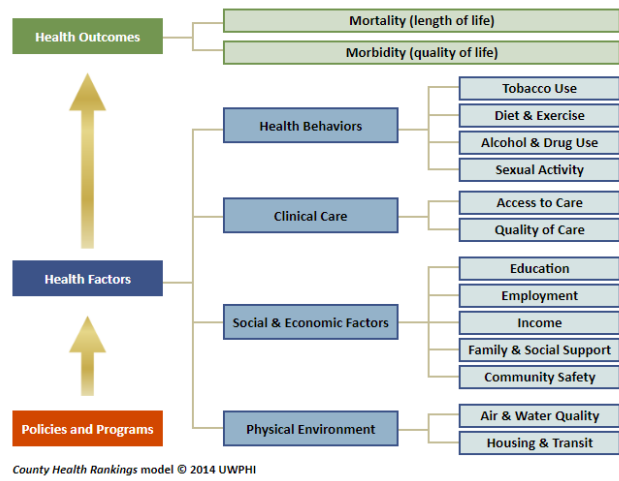 Health Outcomes
Mortality (length of life)
Morbidity (quality of life)
Health Factors
Health Behaviors
Tobacco Use
Diet & Exercise
Alcohol & Drug Use
Sexual Activity
Clinical Care
Access to Care
Quality of Care
Social & Economic Factors
Education
Employment
Income
Family & Social Support
Community Safety
Physical Environment
Air & Water Quality
Housing & Transit
Policies and Programs
County Health Rankings model © 2014 UWPHI